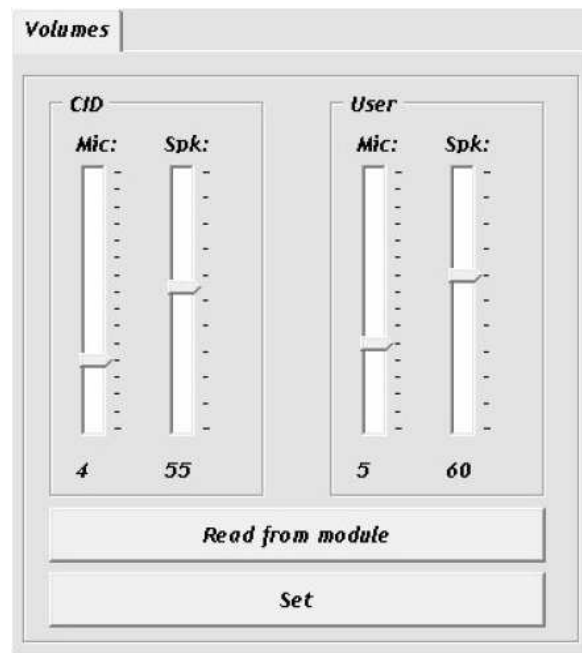 Volumes
CID User
Mic: Spk: Mic: Spk:
4 55 5 60
Read from module
Set